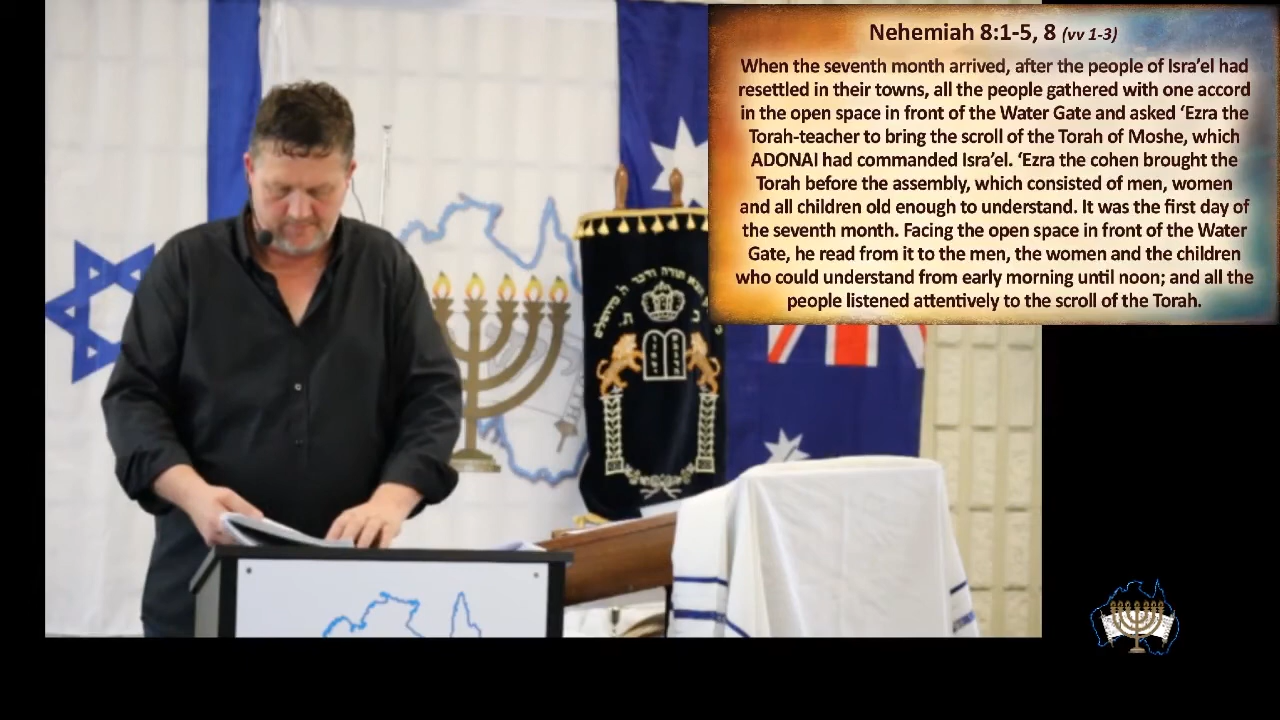 Nehemiah 8:1-5, 8 (vv 1-3)
When the seventh month arrived, after the people of Isra’el had
resettled in their towns, all the people gathered with one accord
in the open space in front of the Water Gate and asked ‘Ezra the
Torah-teacher to bring the scroll of the Torah of Moshe, which
ADONAI had commanded Isra’el. ‘Ezra the cohen brought the
Torah before the assembly, which consisted of men, women
and all children old enough to understand. It was the first day of
the seventh month. Facing the open space in front of the Water
Gate, he read from it to the men, the women and the children
who could understand from early morning until noon; and all the
people listened attentively to the scroll of the Torah.